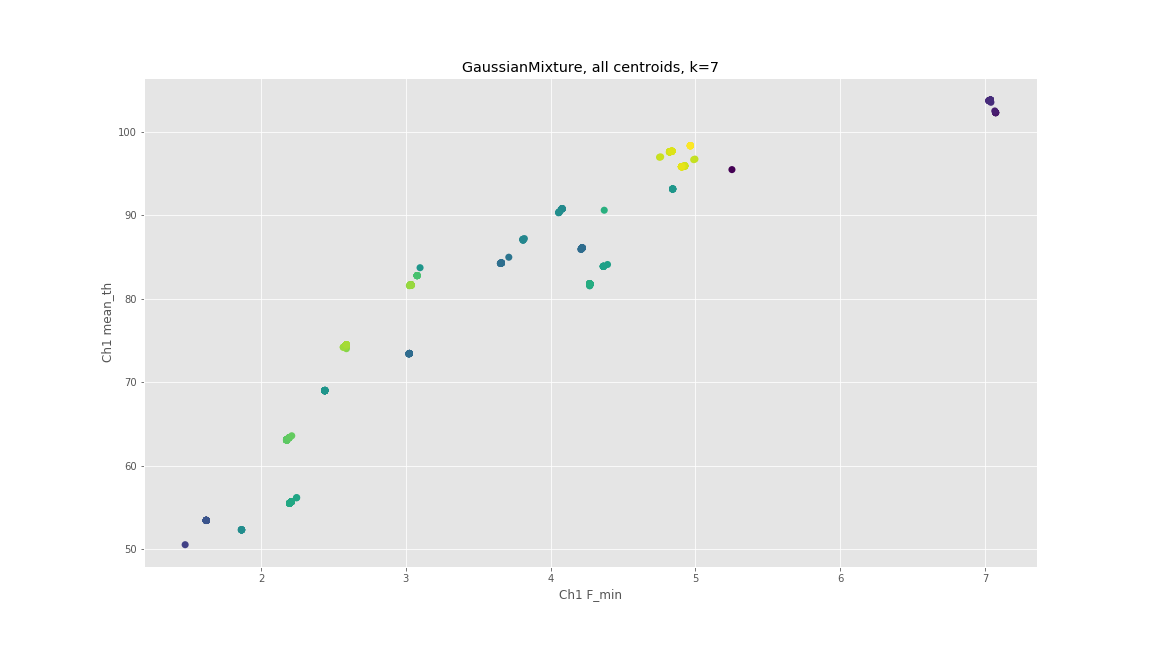 GaussianMixture, all centroids, k=7
100
90
80
70
60
50
Ch1 mean_th
2 3 4 5 6 7
Ch1 F_min